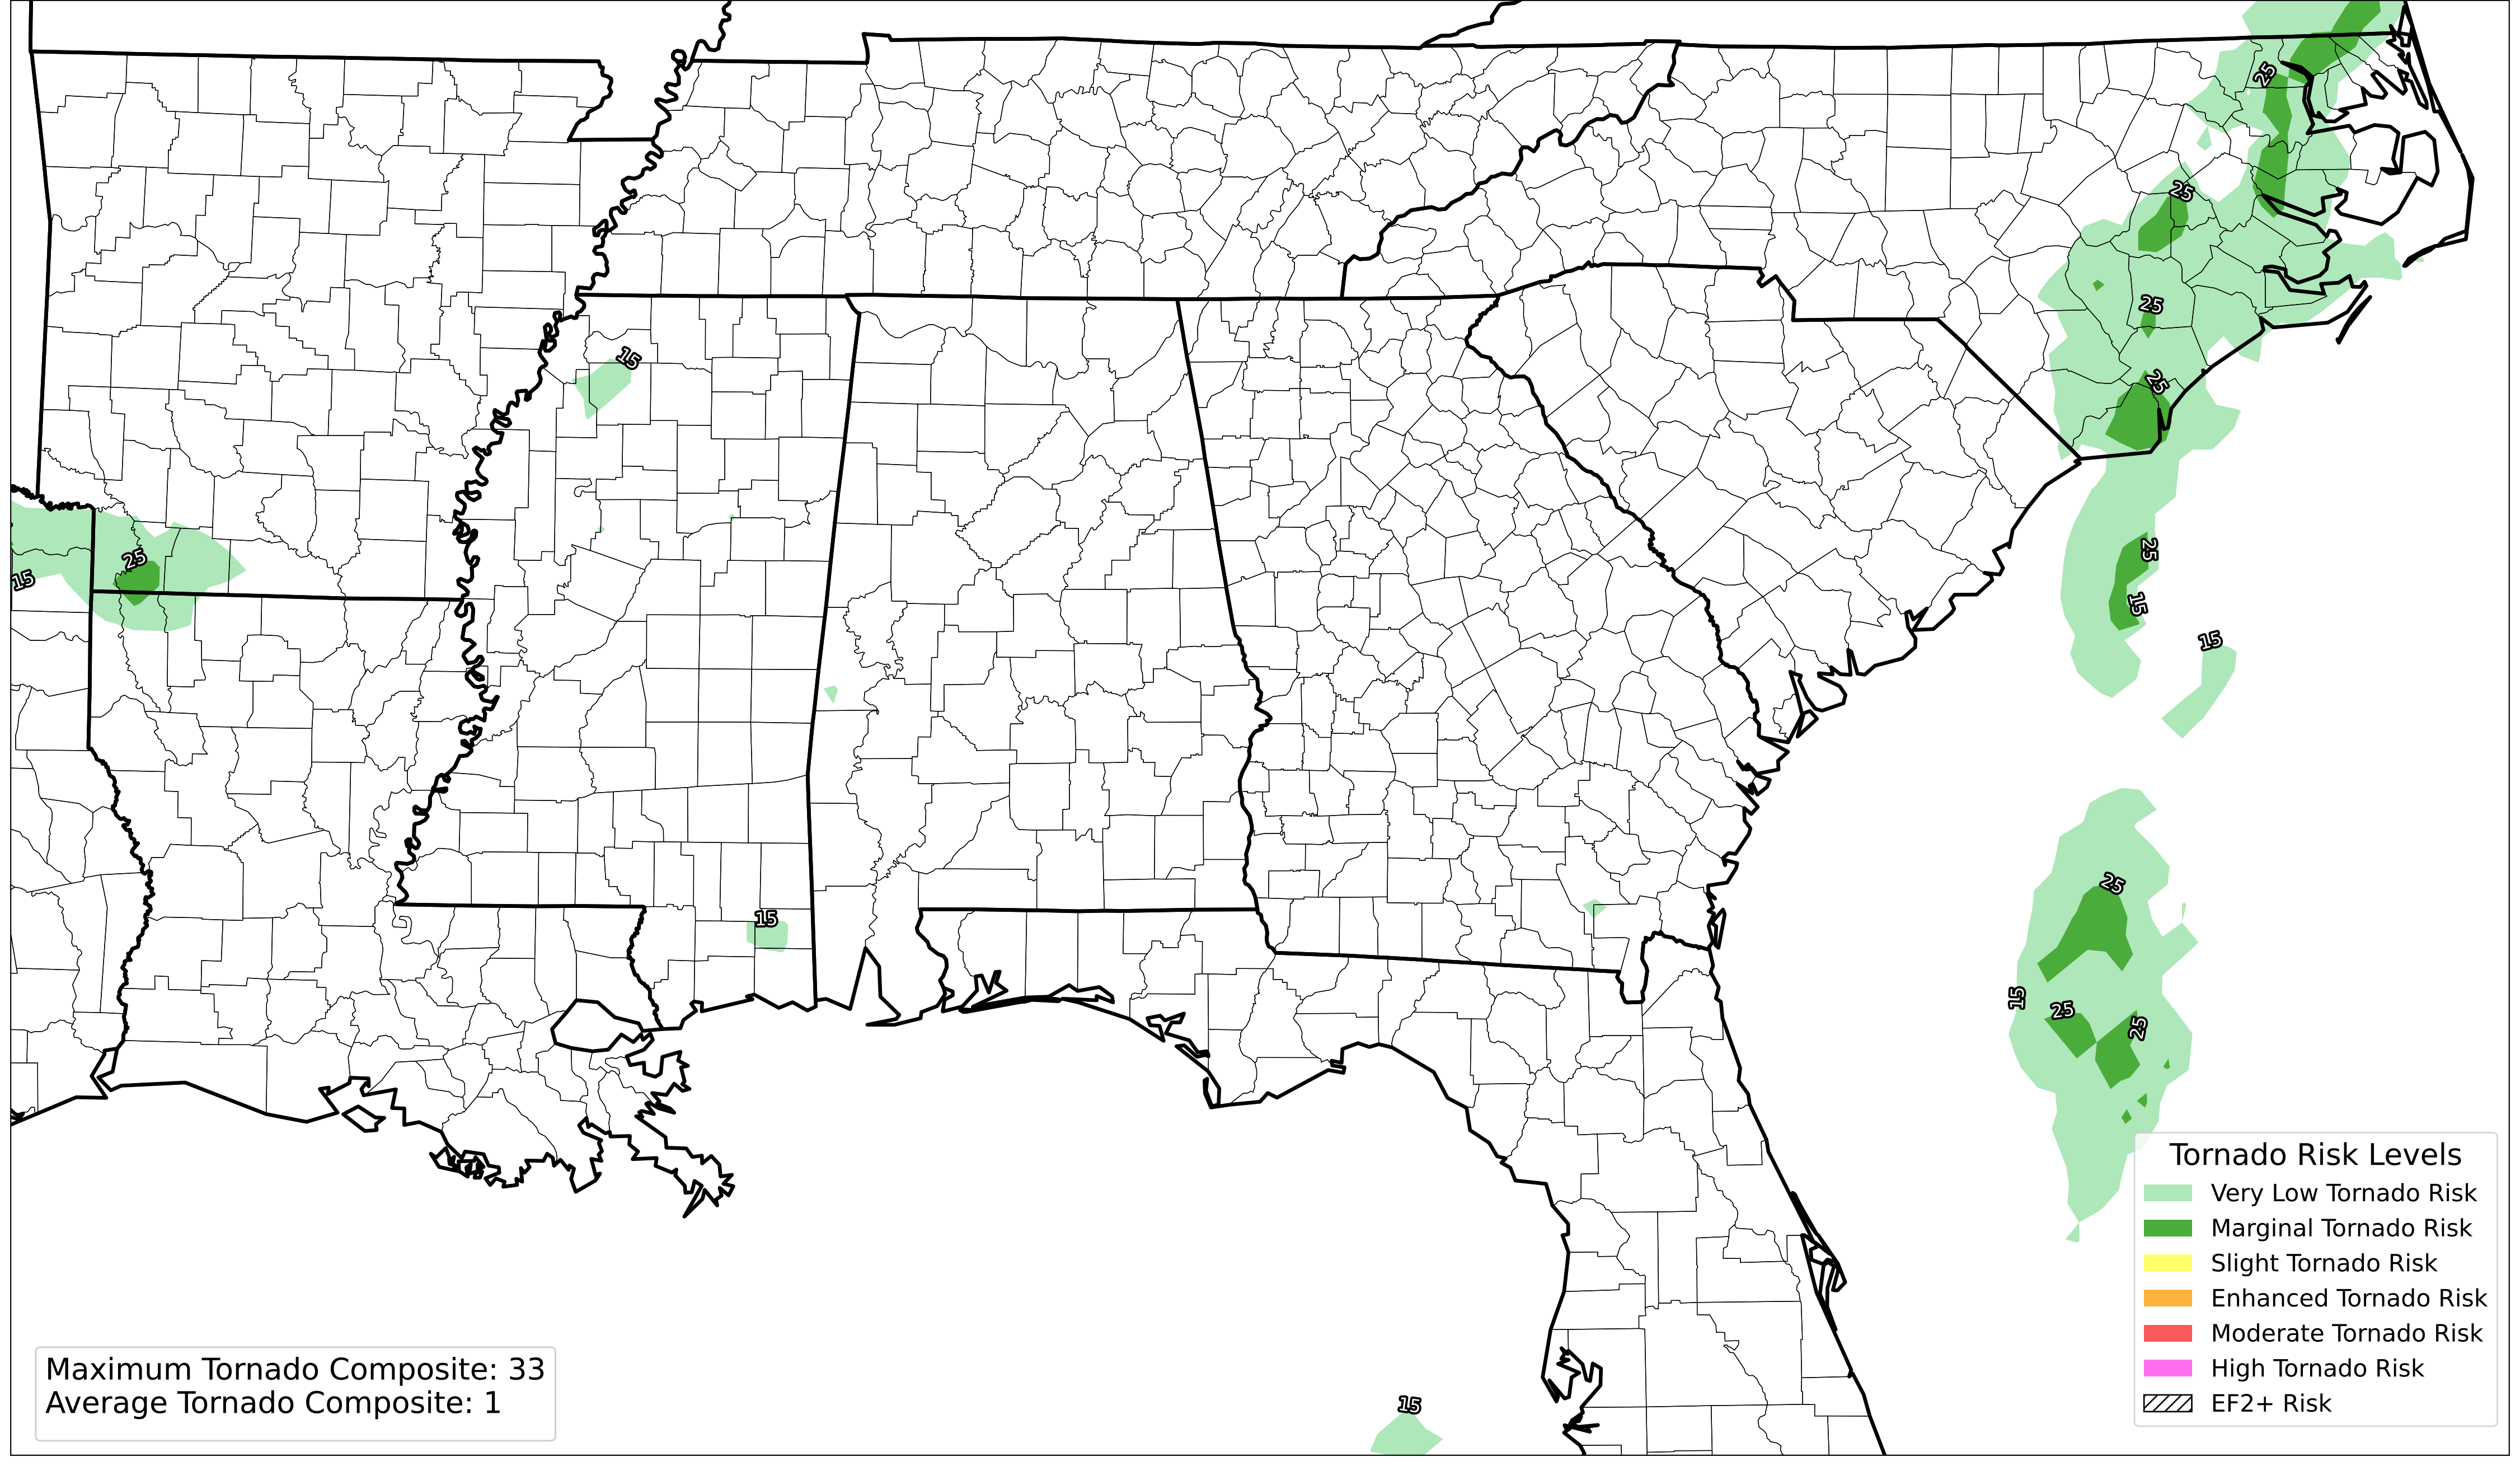 25
25
25
15
25
25
15
25
15
15
25
15
15
25
25
15
Tornado Risk Levels
Very Low Tornado Risk
Marginal Tornado Risk
Slight Tornado Risk
Enhanced Tornado Risk
Moderate Tornado Risk
High Tornado Risk
EF2+ Risk
Maximum Tornado Composite: 33
Average Tornado Composite: 1
15